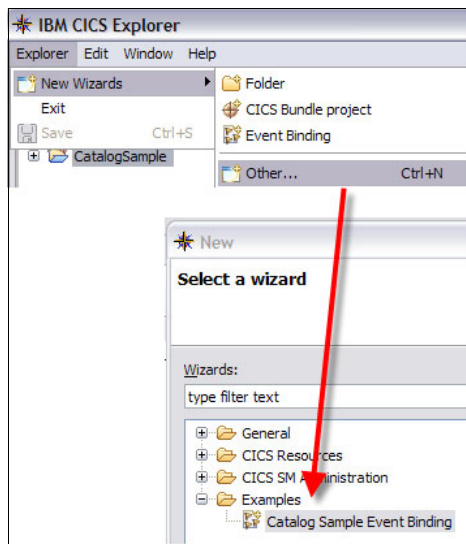 IBM CICS Explorer
Explorer Edit Window Help
New Wizards
Folder
Exit
CICS Bundle project
Save Ctrl+S
Event Binding
CatalogSample
Other... Ctrl+N
New
Select a wizard
Wizards:
type filter text
General
CICS Resources
CICS SM Administration
Examples
Catalog Sample Event Binding